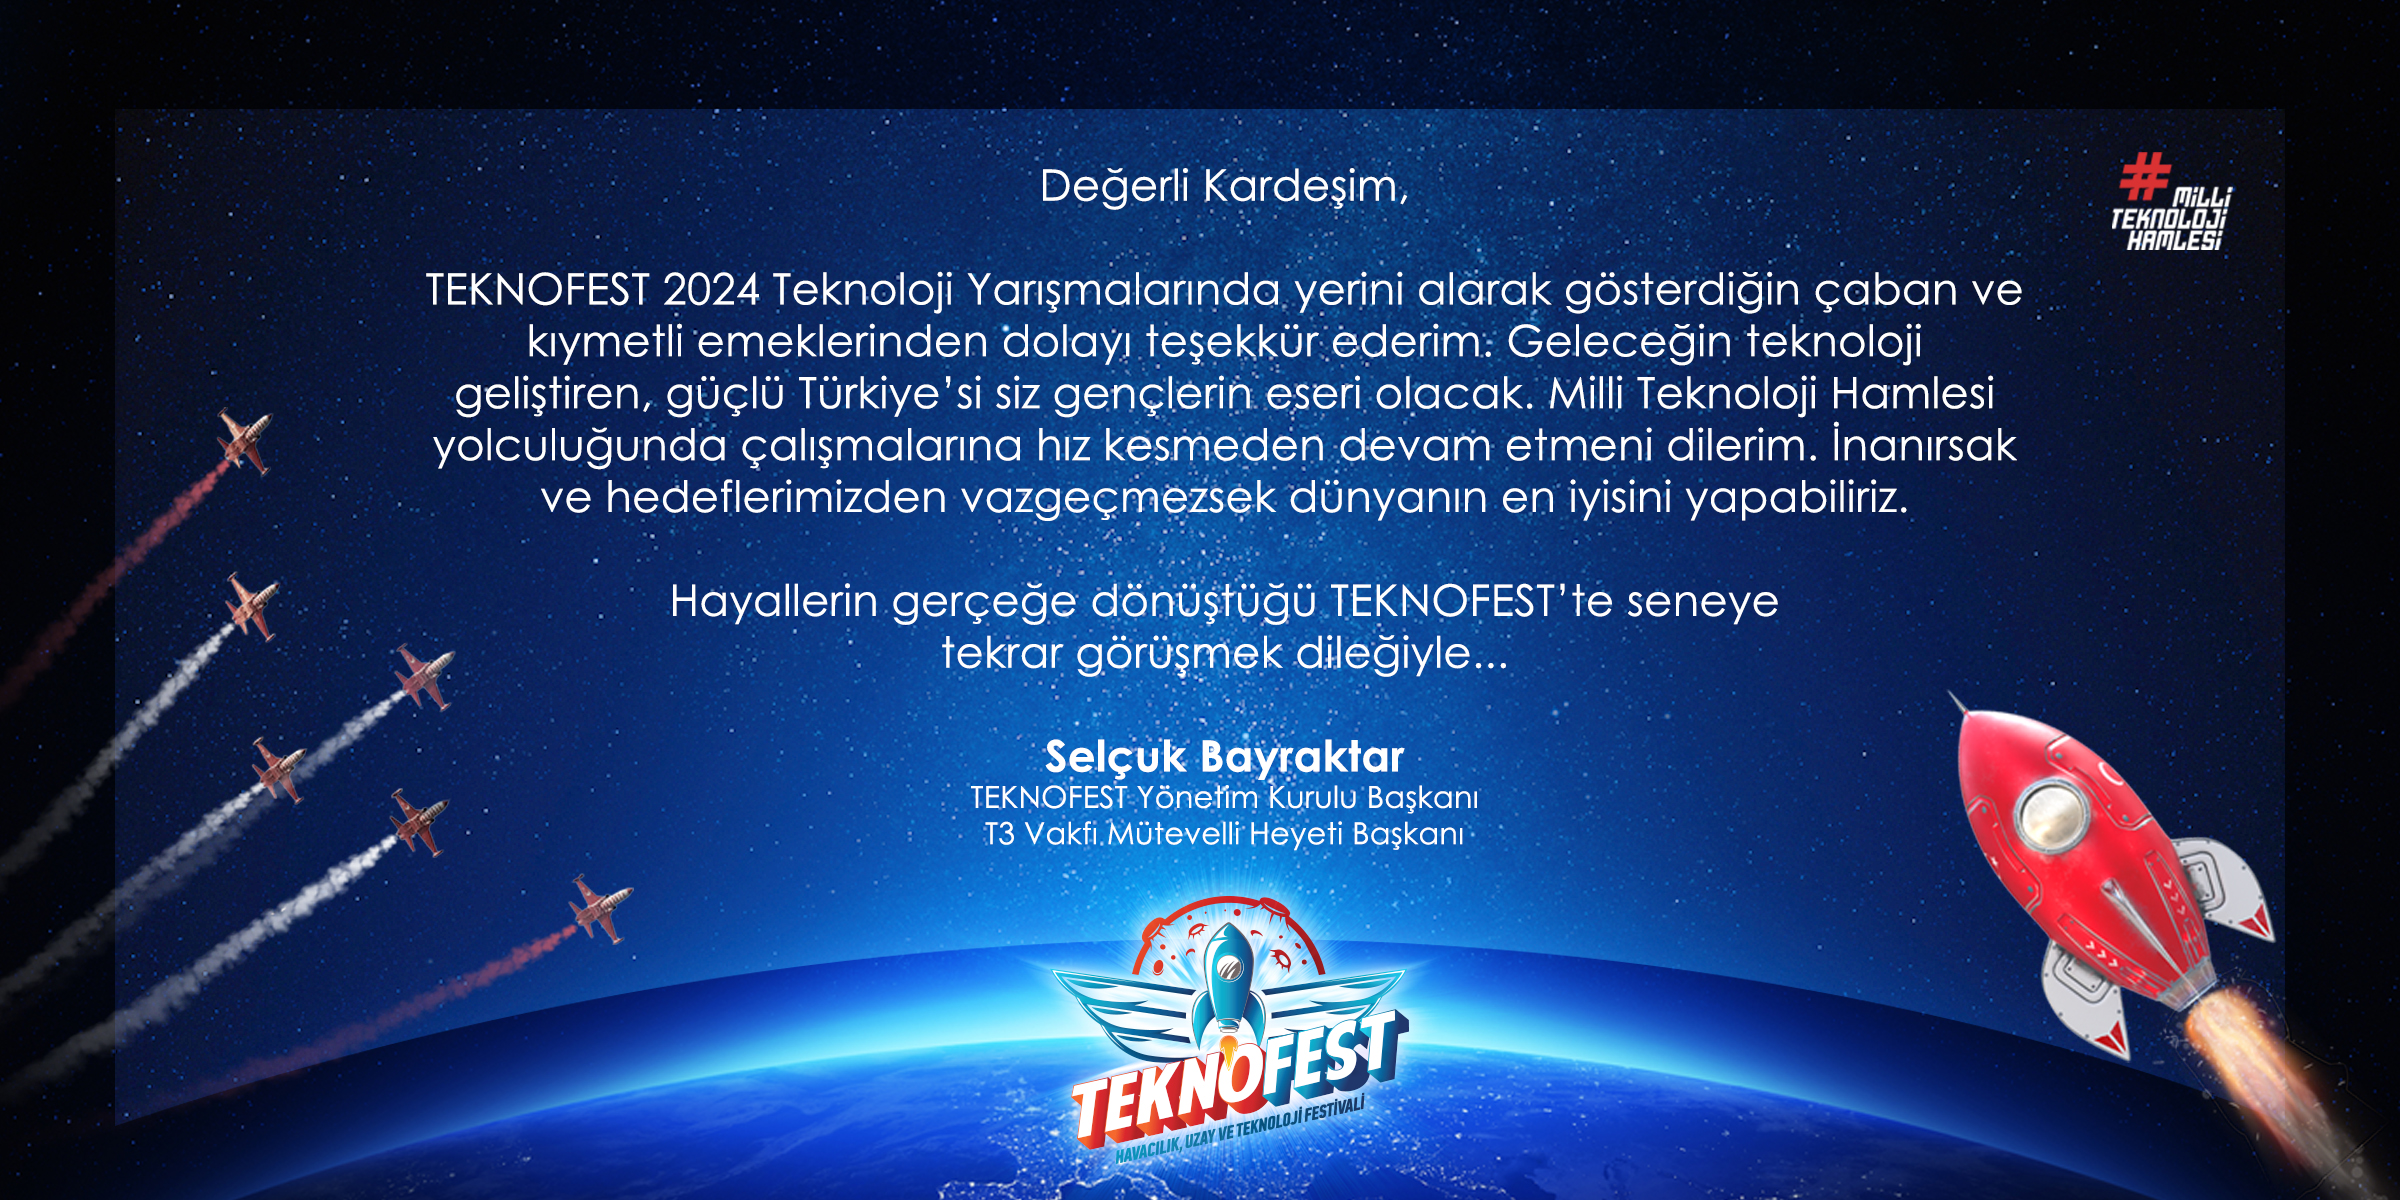 Değerli Kardeşim,
#MİLLİ
TEKNOLOJİ
HAMLESİ
TEKNOFEST 2024 Teknoloji Yarışmalarında yerini alarak gösterdiğin çaban ve
kıymetli emeklerinden dolayı teşekkür ederim. Geleceğin teknoloji
geliştiren, güçlü Türkiye’si siz gençlerin eseri olacak. Milli Teknoloji Hamlesi
yolculuğunda çalışmalarına hız kesmeden devam etmeni dilerim. İnanırsak
ve hedeflerimizden vazgeçmezsek dünyanın en iyisini yapabiliriz.
Hayallerin gerçeğe dönüştüğü TEKNOFEST’te seneye
tekrar görüşmek dileğiyle...
Selçuk Bayraktar
TEKNOFEST Yönetim Kurulu Başkanı
T3 Vakfı Mütevelli Heyeti Başkanı
TEKNOFEST
HAVACILIK, UZAY VE TEKNOLOJİ FESTİVALİ